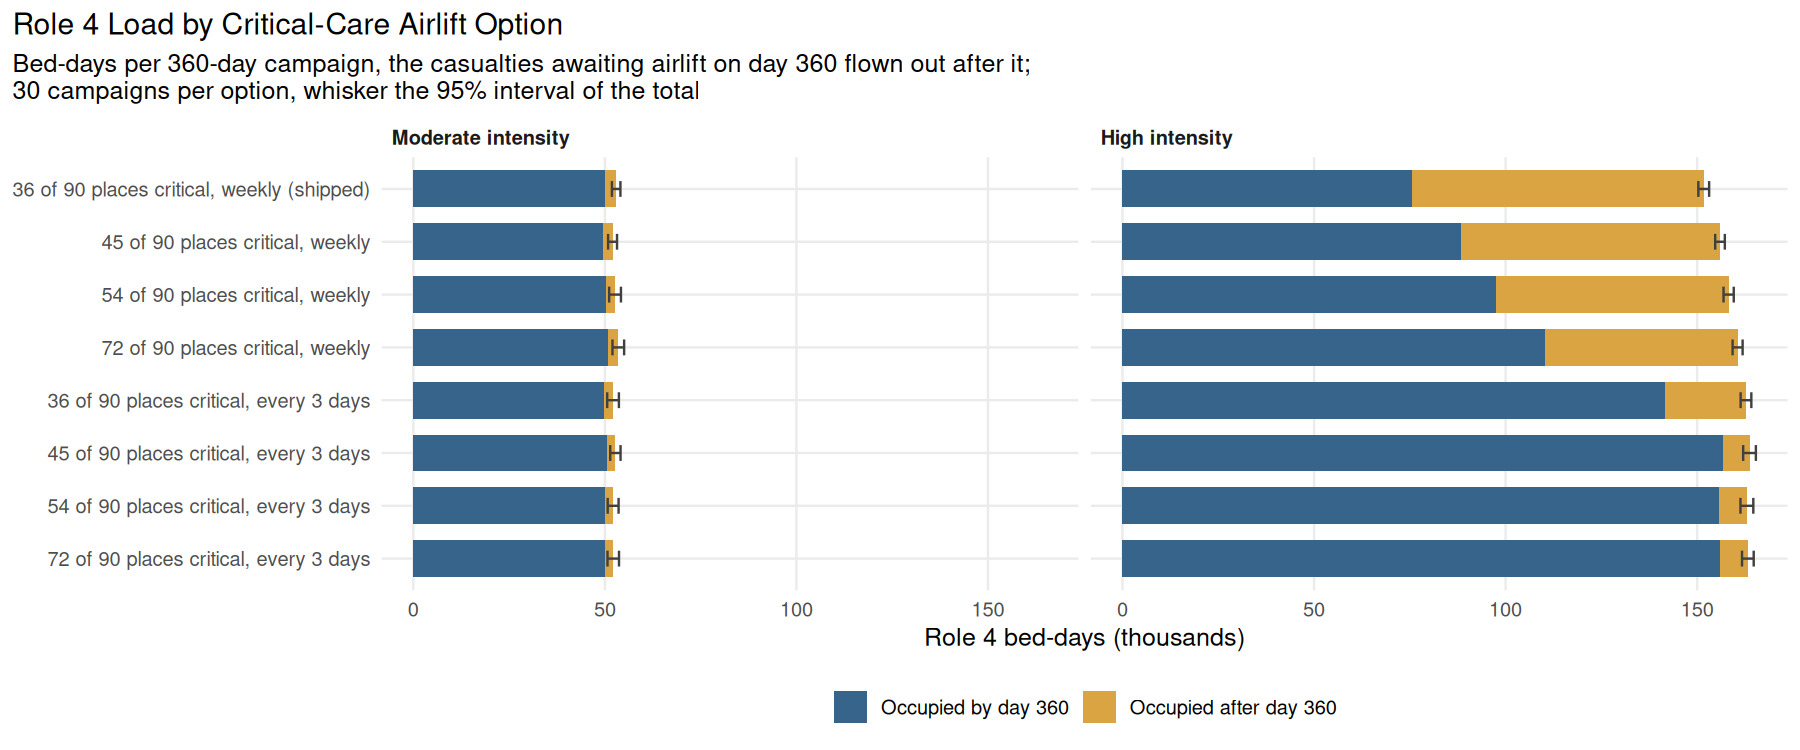 Role 4 Load by Critical-Care Airlift Option
Bed-days per 360-day campaign, the casualties awaiting airlift on day 360 flown out after it;
30 campaigns per option, whisker the 95% interval of the total
Moderate intensity
High intensity
36 of 90 places critical, weekly (shipped)
45 of 90 places critical, weekly
54 of 90 places critical, weekly
72 of 90 places critical, weekly
36 of 90 places critical, every 3 days
45 of 90 places critical, every 3 days
54 of 90 places critical, every 3 days
72 of 90 places critical, every 3 days
0 50 100 150
0 50 100 150
Role 4 bed-days (thousands)
Occupied by day 360
Occupied after day 360